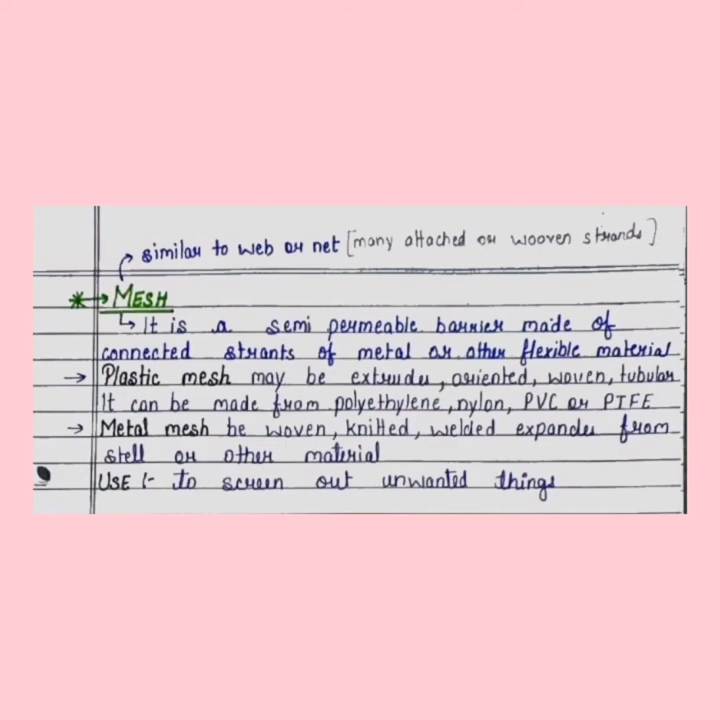 similar to web or net [many attached or wooven strands]
* → MESH
↳ It is a semi permeable barrier made of
connected strants of metal or other flexible material
→ Plastic mesh may be extruder, oriented, woven, tubular
It can be made from polyethylene, nylon, PVC or PTFE
→ Metal mesh be woven, knitted, welded expander from
stell or other material
USE :- to screen out unwanted things